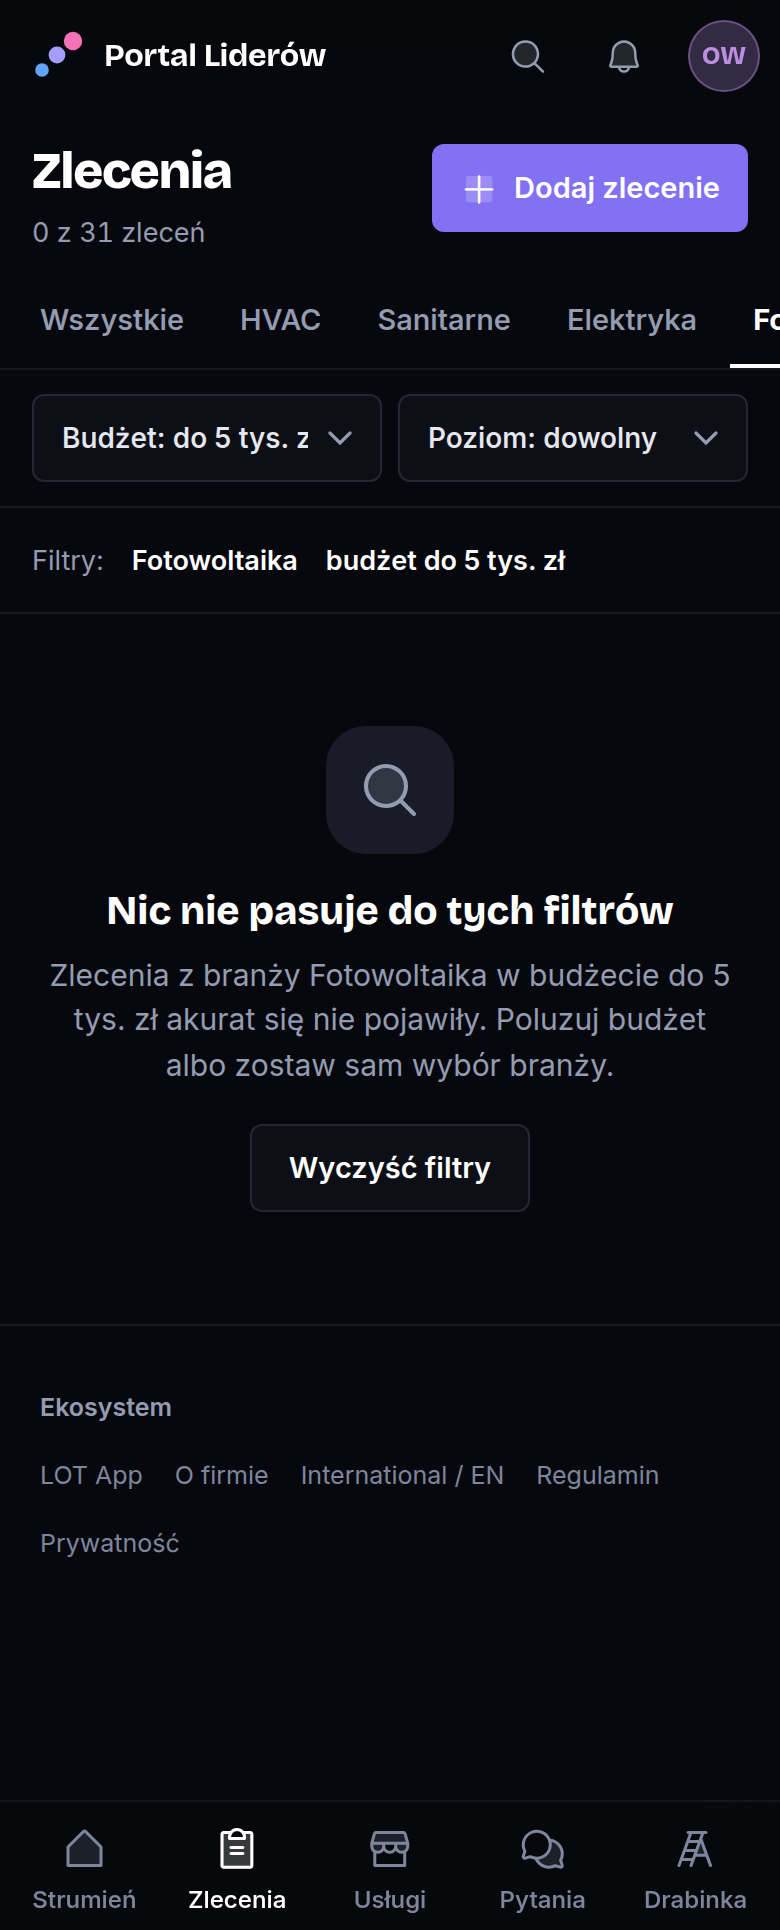 Portal Liderów
OW
Zlecenia
Dodaj zlecenie
0 z 31 zleceń
Wszystkie HVAC Sanitarne Elektryka Fo
Budżet: do 5 tys. z Poziom: dowolny
Filtry: Fotowoltaika budżet do 5 tys. zł
Nic nie pasuje do tych filtrów
Zlecenia z branży Fotowoltaika w budżecie do 5
tys. zł akurat się nie pojawiły. Poluzuj budżet
albo zostaw sam wybór branży.
Wyczyść filtry
Ekosystem
LOT App O firmie International / EN Regulamin
Prywatność
Strumień Zlecenia Usługi Pytania Drabinka